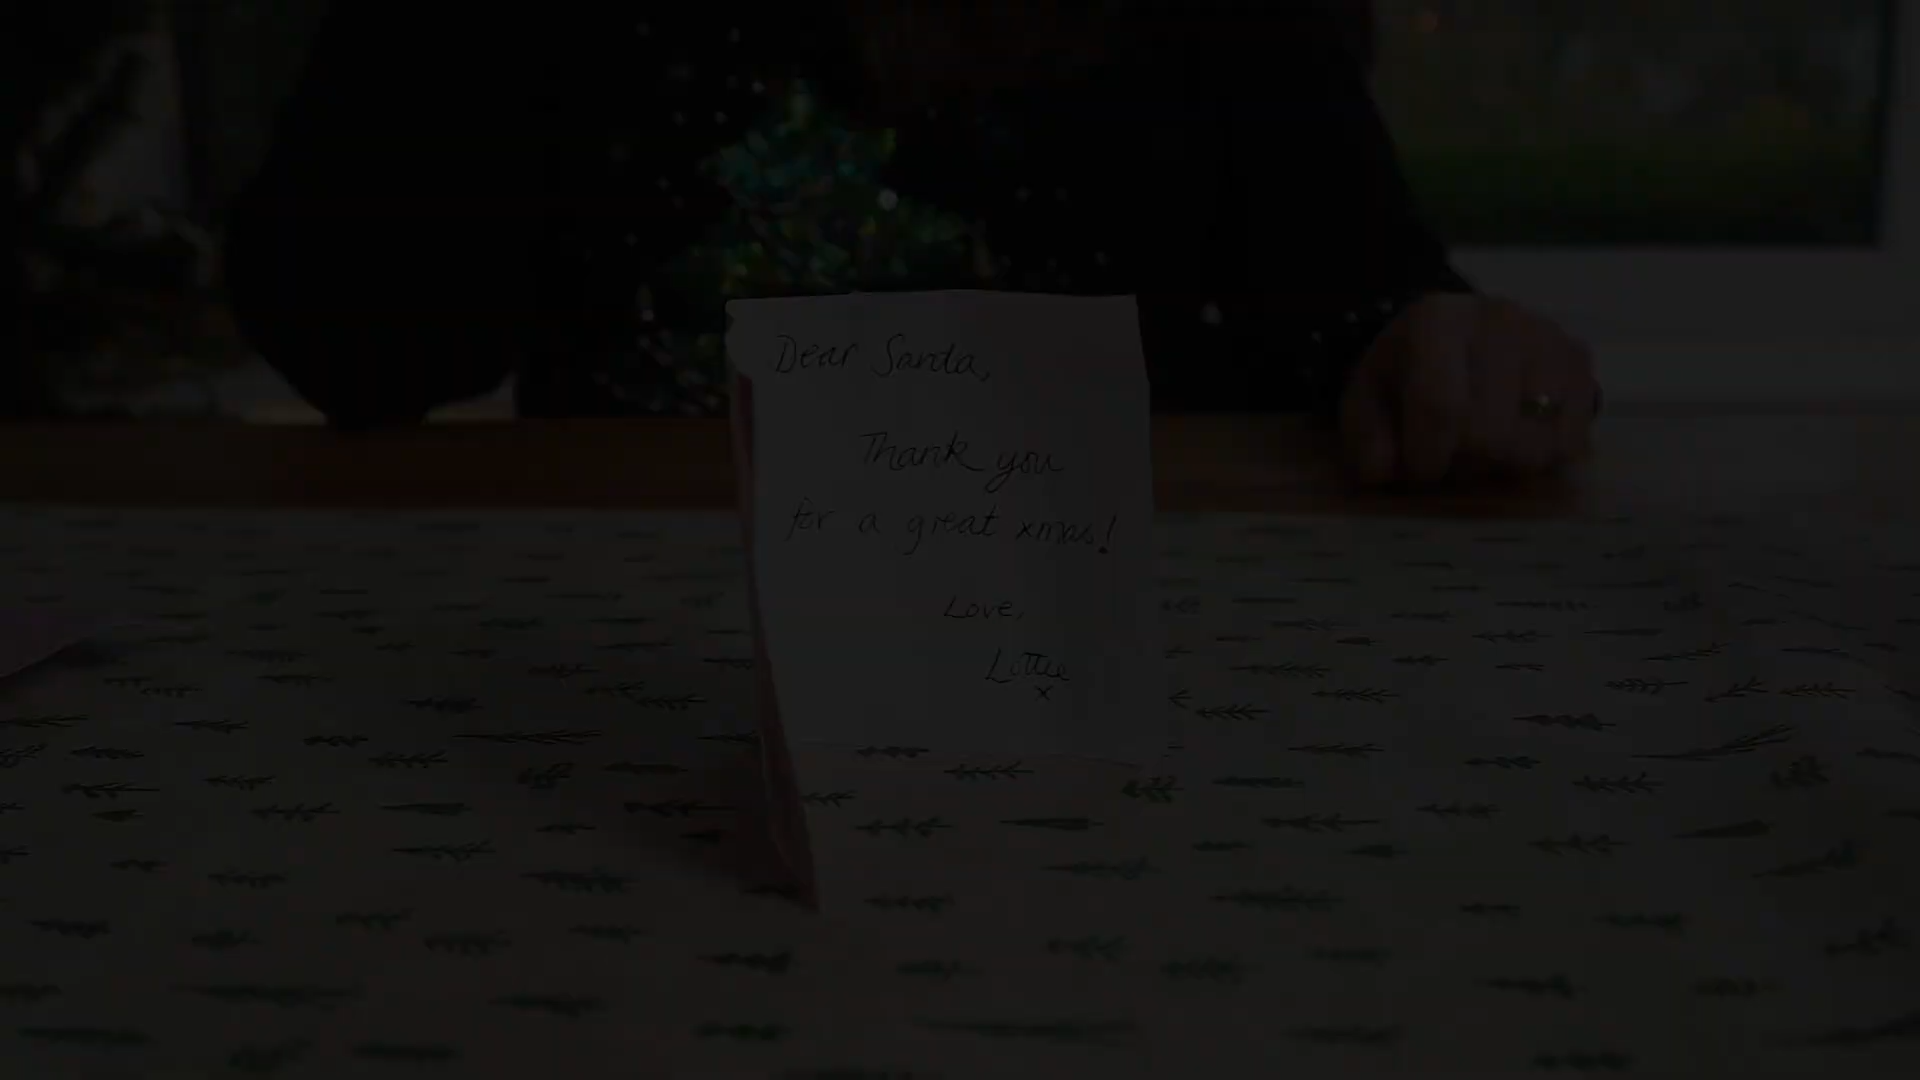 Dear Santa,
Thank you
for a great xmas!
Love,
Lottie
x